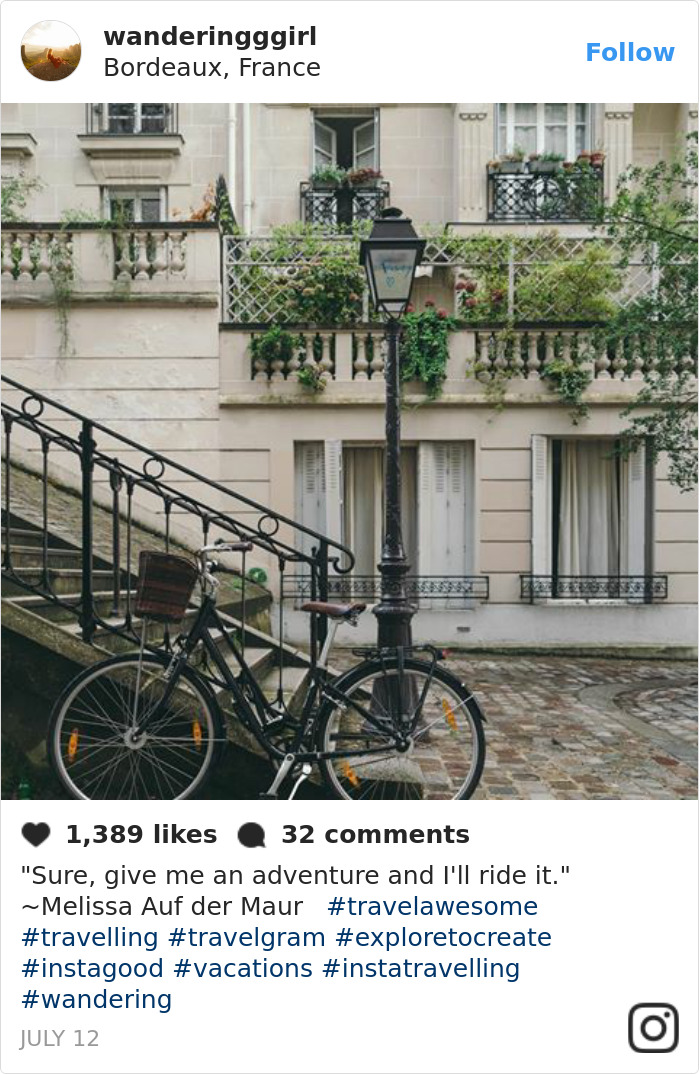 wanderingggirl
Bordeaux, France
Follow
1,389 likes 32 comments
"Sure, give me an adventure and I'll ride it."
~Melissa Auf der Maur #travelawesome
#travelling #travelgram #exploretocreate
#instagood #vacations #instatravelling
#wandering
JULY 12